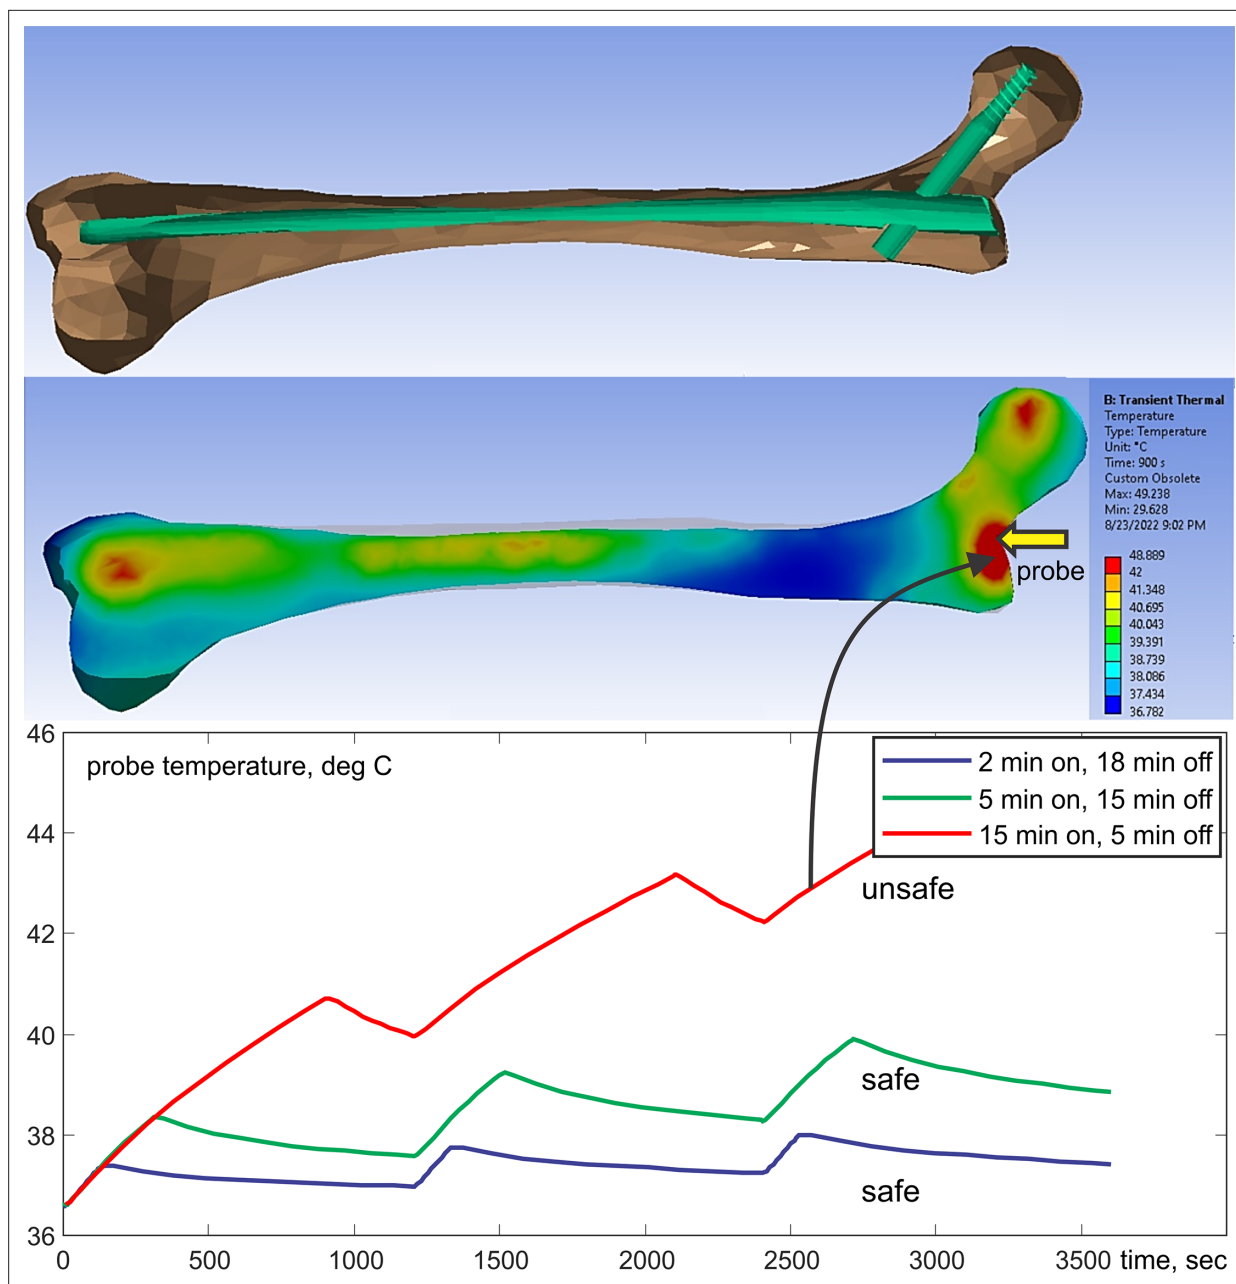 B: Transient Thermal
Temperature
Type: Temperature
Unit: °C
Time: 900 s
Custom Obsolete
Max: 49.238
Min: 29.628
8/23/2022 9:02 PM
48.889
42
41.348
40.695
40.043
39.391
38.739
38.086
37.434
36.782
probe
probe temperature, deg C
2 min on, 18 min off
5 min on, 15 min off
15 min on, 5 min off
unsafe
safe
safe
46
44
42
40
38
36
0 500 1000 1500 2000 2500 3000 3500 time, sec